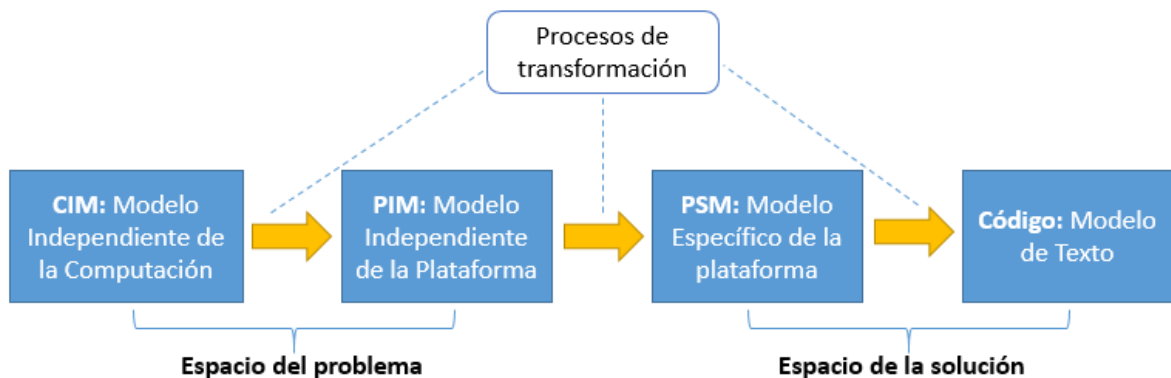 Procesos de
transformación
CIM: Modelo
Independiente de
la Computación
PIM: Modelo
Independiente
de la Plataforma
PSM: Modelo
Específico de la
plataforma
Código: Modelo
de Texto
Espacio del problema
Espacio de la solución